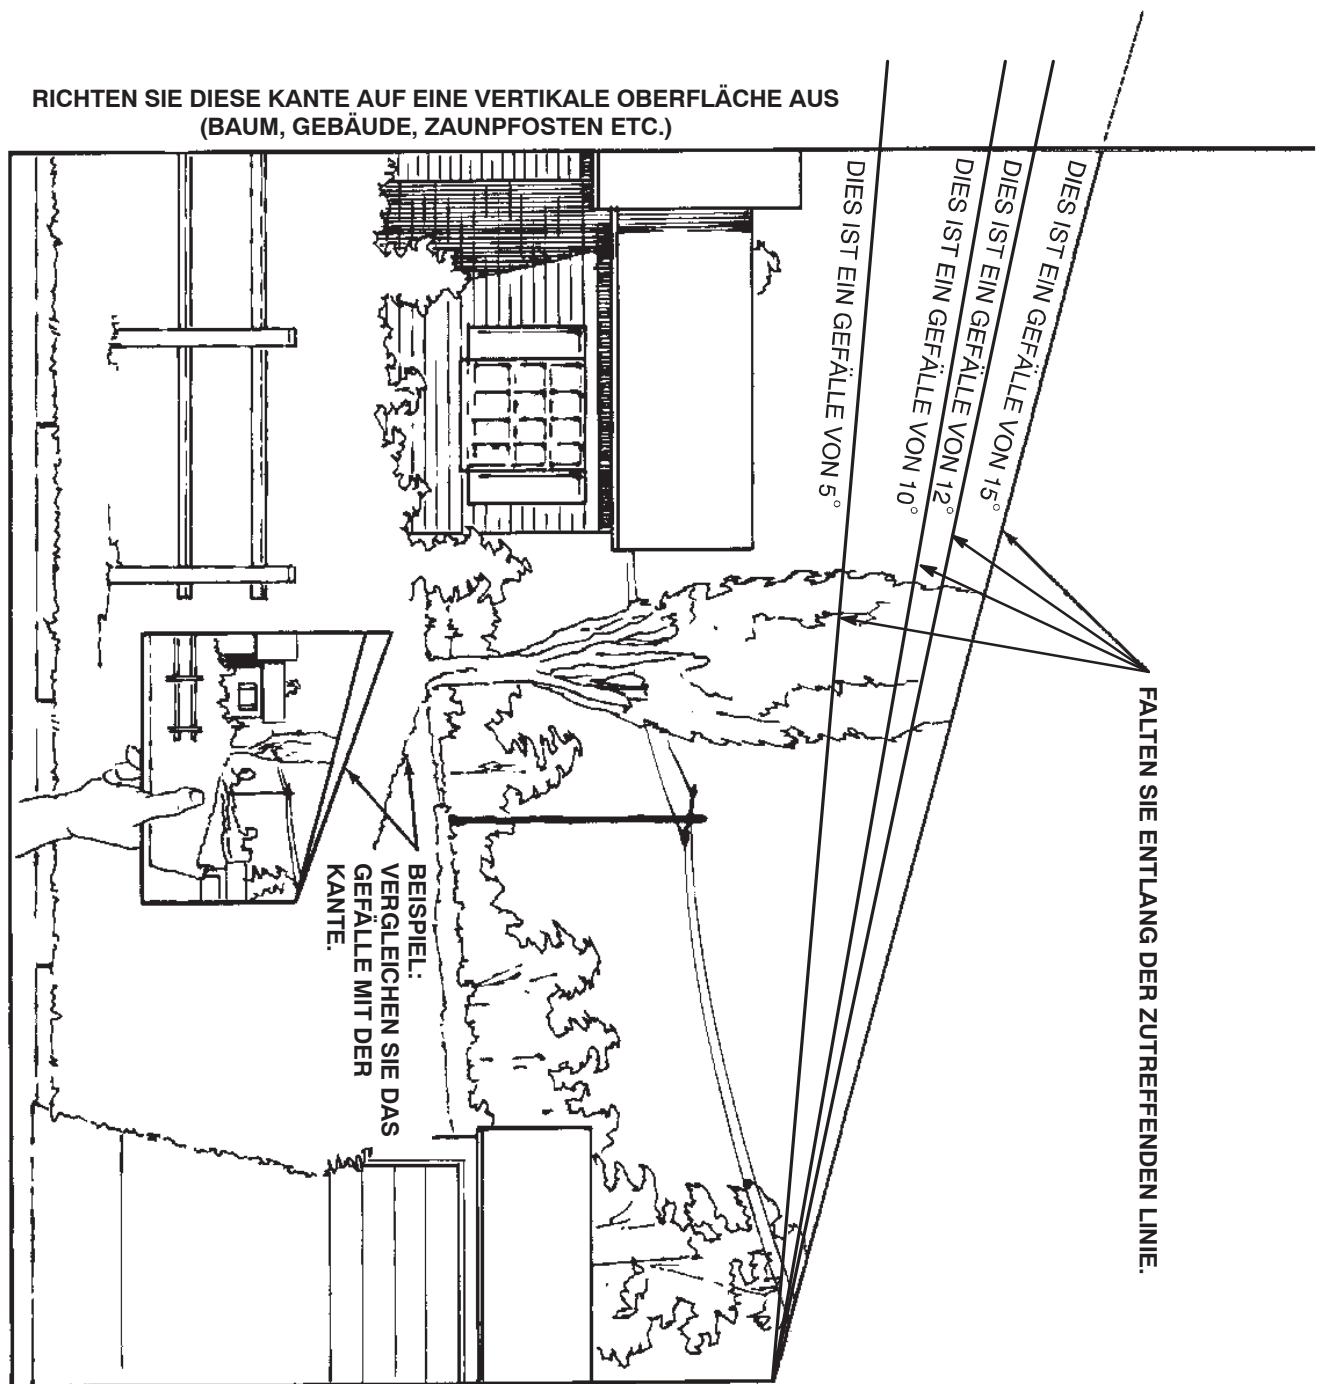 RICHTEN SIE DIESE KANTE AUF EINE VERTIKALE OBERFLÄCHE AUS
(BAUM, GEBÄUDE, ZAUNPFOSTEN ETC.)
DIES IST EIN GEFÄLLE VON 15°
DIES IST EIN GEFÄLLE VON 12°
DIES IST EIN GEFÄLLE VON 10°
DIES IST EIN GEFÄLLE VON 5°
FALTEN SIE ENTLANG DER ZUTREFFENDEN LINIE.
BEISPIEL:
VERGLEICHEN SIE DAS
GEFÄLLE MIT DER
KANTE.